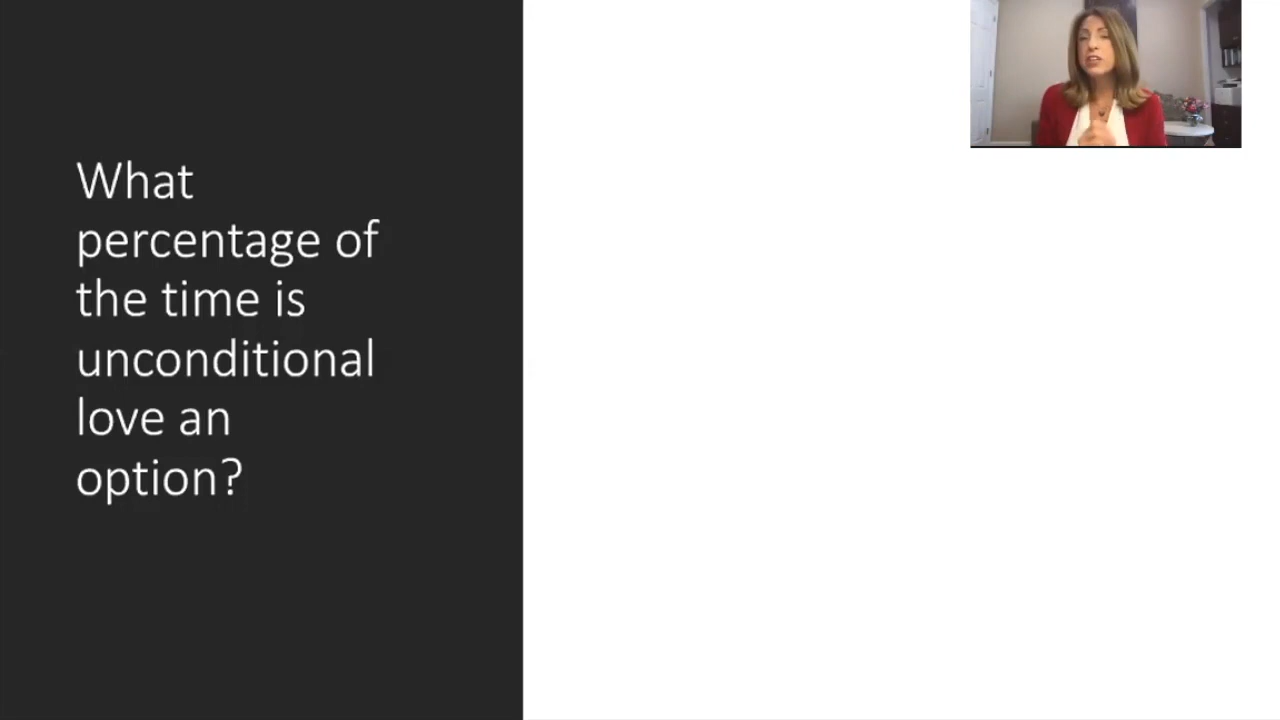 What
percentage of
the time is
unconditional
love an
option?